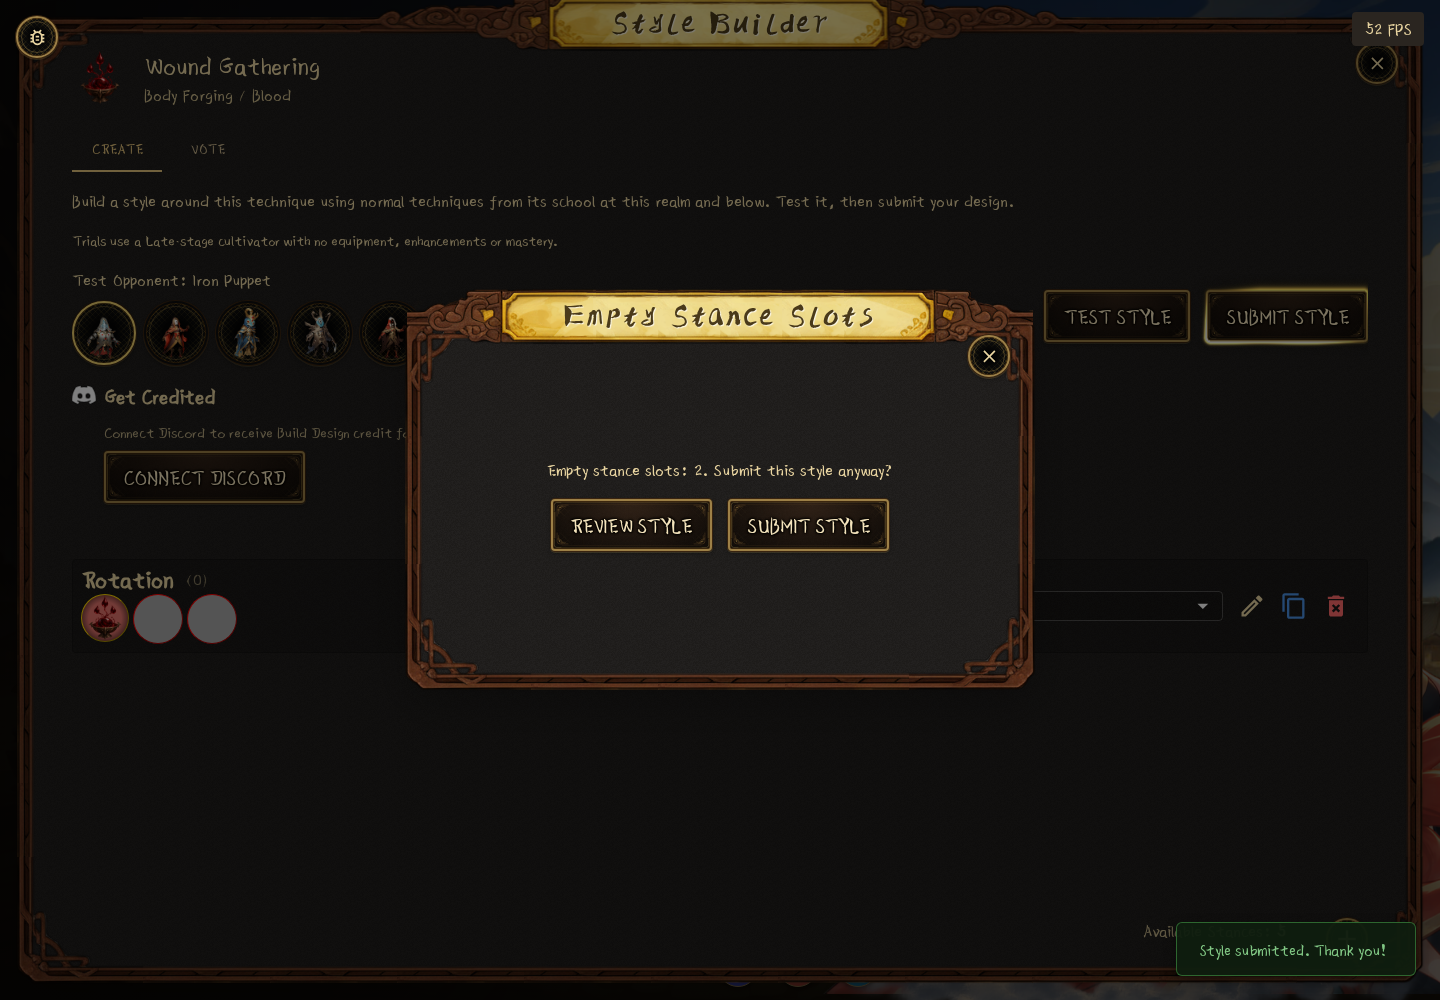 Style Builder
52 FPS
Wound Gathering
Body Forging / Blood
CREATE
VOTE
Build a style around this technique using normal techniques from its school at this realm and below. Test it, then submit your design.
Trials use a Late-stage cultivator with no equipment, enhancements or mastery.
Test Opponent: Iron Puppet
TEST STYLE
SUBMIT STYLE
Empty Stance Slots
Get Credited
Connect Discord to receive Build Design credit
CONNECT DISCORD
Empty stance slots: 2. Submit this style anyway?
REVIEW STYLE
SUBMIT STYLE
Rotation (0)
Style submitted. Thank you!